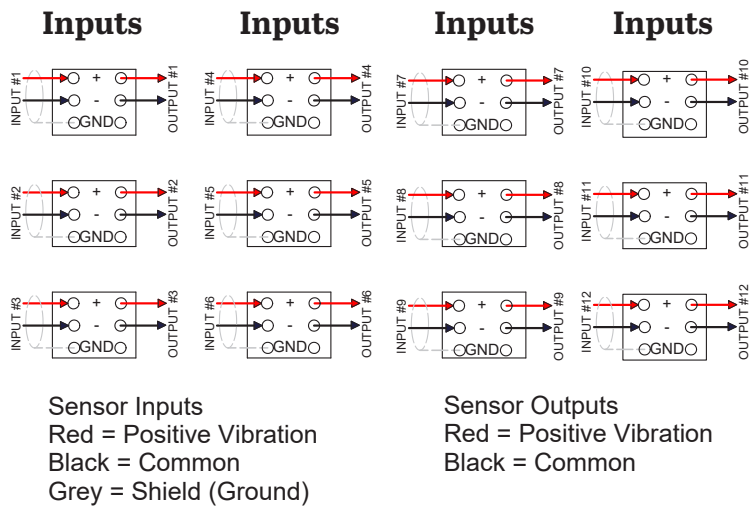 Inputs Inputs Inputs Inputs
INPUT #1 + - GND OUTPUT #1
INPUT #4 + - GND OUTPUT #4
INPUT #7 + - GND OUTPUT #7
INPUT #10 + - GND OUTPUT #10
INPUT #2 + - GND OUTPUT #2
INPUT #5 + - GND OUTPUT #5
INPUT #8 + - GND OUTPUT #8
INPUT #11 + - GND OUTPUT #11
INPUT #3 + - GND OUTPUT #3
INPUT #6 + - GND OUTPUT #6
INPUT #9 + - GND OUTPUT #9
INPUT #12 + - GND OUTPUT #12
Sensor Inputs
Red = Positive Vibration
Black = Common
Grey = Shield (Ground)
Sensor Outputs
Red = Positive Vibration
Black = Common